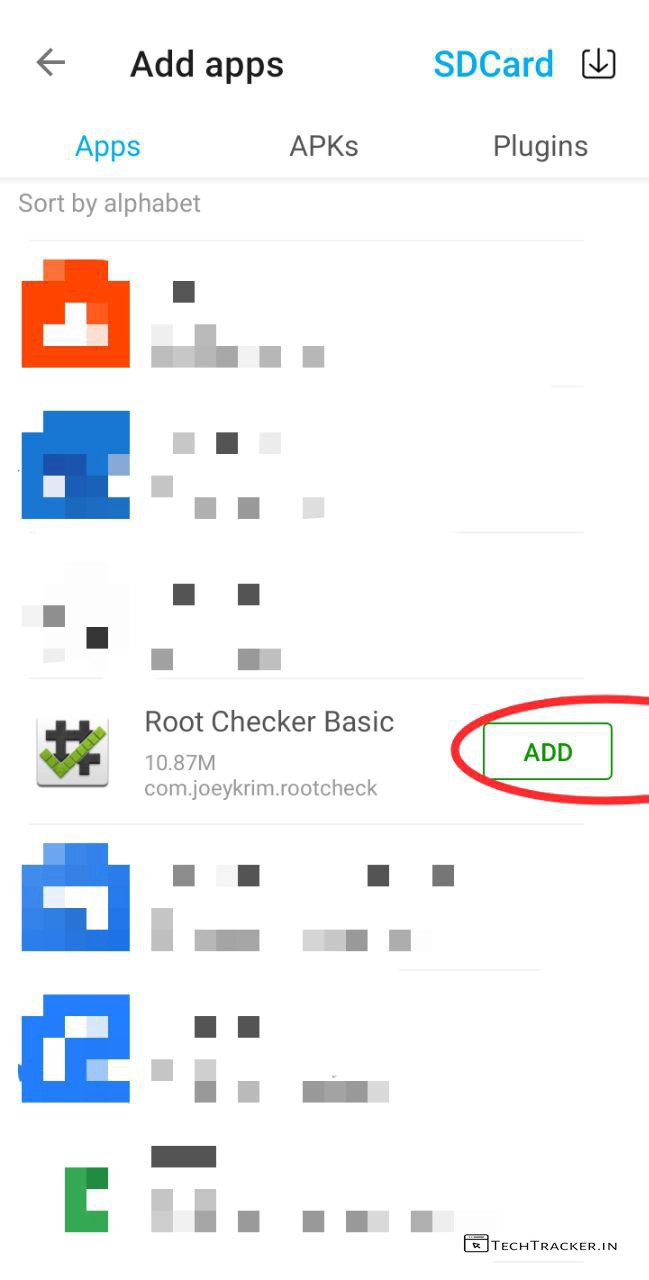 Add apps
SDCard
Apps
APKs
Plugins
Sort by alphabet
Root Checker Basic
10.87M
com.joeykrim.rootcheck
ADD
TECHTRACKER.IN